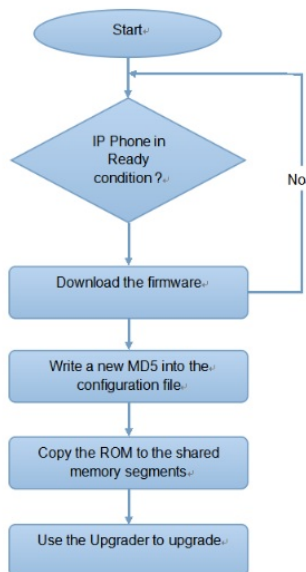 Start
IP Phone in
Ready
condition ?
No
Download the firmware
Write a new MD5 into the
configuration file
Copy the ROM to the shared
memory segments
Use the Upgrader to upgrade